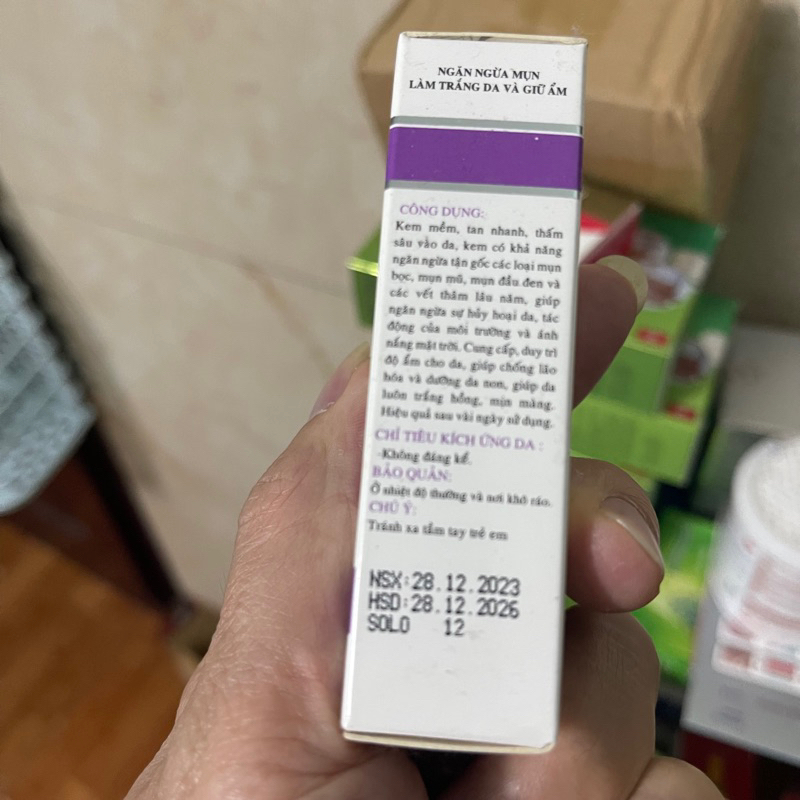 NGĂN NGỪA MỤN
LÀM TRẮNG DA VÀ GIỮ ẨM
CÔNG DỤNG:
Kem mềm, tan nhanh, thấm
sâu vào da, kem có khả năng
ngăn ngừa tận gốc các loại mụn
bọc, mụn mủ, mụn đầu đen và
các vết thâm lâu năm, giúp
ngăn ngừa sự hủy hoại da, tác
động của môi trường và ánh
nắng mặt trời. Cung cấp, duy trì
độ ẩm cho da, giúp chống lão
hóa và dưỡng da non, giúp da
luôn trắng hồng, mịn màng.
Hiệu quả sau vài ngày sử dụng.
CHỈ TIÊU KÍCH ỨNG DA :
-Không đáng kể.
BẢO QUẢN:
Ở nhiệt độ thường và nơi khô ráo.
CHÚ Ý:
Tránh xa tầm tay trẻ em
NSX:28.12.2023
HSD:28.12.2026
SOLO 12